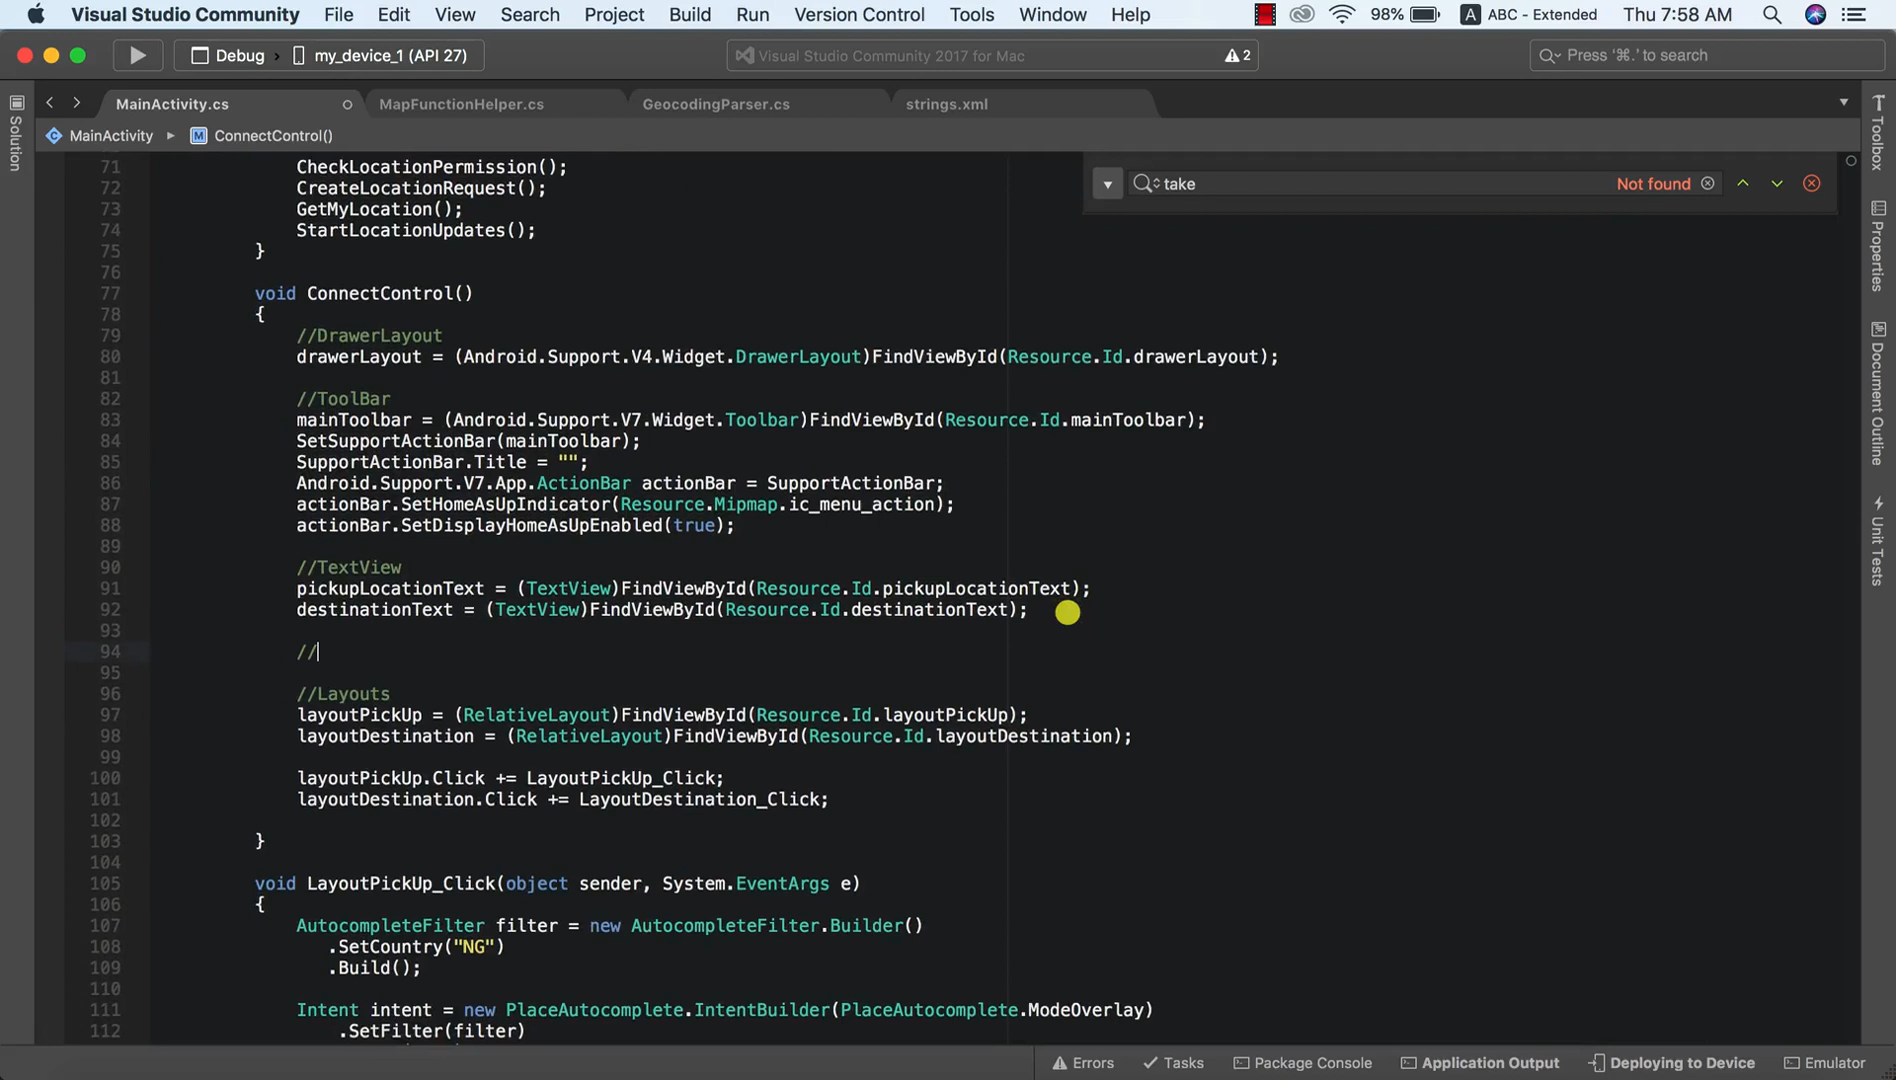 Visual Studio Community File Edit View Search Project Build Run Version Control Tools Window Help 98% A ABC - Extended Thu 7:58 AM
Debug > my_device_1 (API 27) Visual Studio Community 2017 for Mac 2 Press '⌘.' to search
MainActivity.cs MapFunctionHelper.cs GeocodingParser.cs strings.xml
MainActivity ▸ M ConnectControl()
Solution
Toolbox
Properties
Document Outline
Unit Tests
take Not found
71 CheckLocationPermission();
72 CreateLocationRequest();
73 GetMyLocation();
74 StartLocationUpdates();
75 }
76
77 void ConnectControl()
78 {
79 //DrawerLayout
80 drawerLayout = (Android.Support.V4.Widget.DrawerLayout)FindViewById(Resource.Id.drawerLayout);
81
82 //ToolBar
83 mainToolbar = (Android.Support.V7.Widget.Toolbar)FindViewById(Resource.Id.mainToolbar);
84 SetSupportActionBar(mainToolbar);
85 SupportActionBar.Title = "";
86 Android.Support.V7.App.ActionBar actionBar = SupportActionBar;
87 actionBar.SetHomeAsUpIndicator(Resource.Mipmap.ic_menu_action);
88 actionBar.SetDisplayHomeAsUpEnabled(true);
89
90 //TextView
91 pickupLocationText = (TextView)FindViewById(Resource.Id.pickupLocationText);
92 destinationText = (TextView)FindViewById(Resource.Id.destinationText);
93
94 //
95
96 //Layouts
97 layoutPickUp = (RelativeLayout)FindViewById(Resource.Id.layoutPickUp);
98 layoutDestination = (RelativeLayout)FindViewById(Resource.Id.layoutDestination);
99
100 layoutPickUp.Click += LayoutPickUp_Click;
101 layoutDestination.Click += LayoutDestination_Click;
102
103 }
104
105 void LayoutPickUp_Click(object sender, System.EventArgs e)
106 {
107 AutocompleteFilter filter = new AutocompleteFilter.Builder()
108 .SetCountry("NG")
109 .Build();
110
111 Intent intent = new PlaceAutocomplete.IntentBuilder(PlaceAutocomplete.ModeOverlay)
112 .SetFilter(filter)
Errors Tasks Package Console Application Output Deploying to Device Emulator